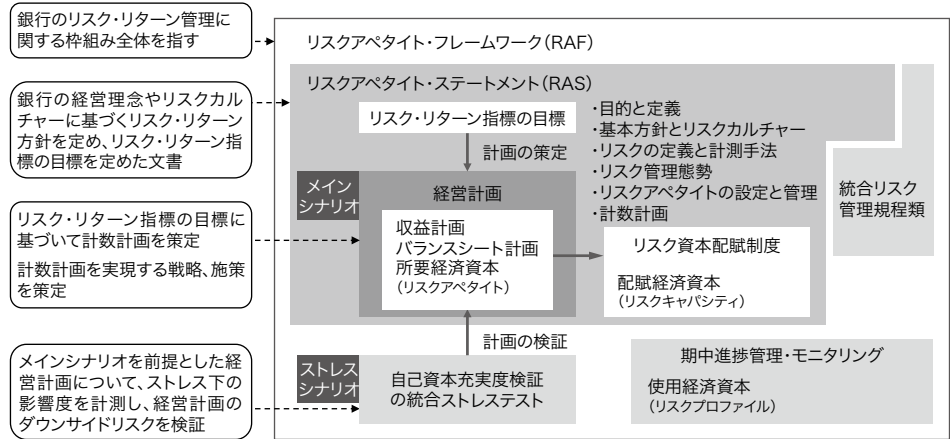 銀行のリスク・リターン管理に
関する枠組み全体を指す
リスクアペタイト・フレームワーク（RAF）
リスクアペタイト・ステートメント（RAS）
銀行の経営理念やリスクカル
チャーに基づくリスク・リターン
方針を定め、リスク・リターン指
標の目標を定めた文書
リスク・リターン指標の目標
計画の策定
・目的と定義
・基本方針とリスクカルチャー
・リスクの定義と計測手法
・リスク管理態勢
・リスクアペタイトの設定と管理
・計数計画
統合リスク
管理規程類
リスク・リターン指標の目標に
基づいて計数計画を策定
計数計画を実現する戦略、施策
を策定
メイン
シナリオ
経営計画
収益計画
バランスシート計画
所要経済資本
（リスクアペタイト）
リスク資本配賦制度
配賦経済資本
（リスクキャパシティ）
計画の検証
メインシナリオを前提とした経
営計画について、ストレス下の
影響度を計測し、経営計画の
ダウンサイドリスクを検証
ストレス
シナリオ
自己資本充実度検証
の統合ストレステスト
期中進捗管理・モニタリング
使用経済資本
（リスクプロファイル）